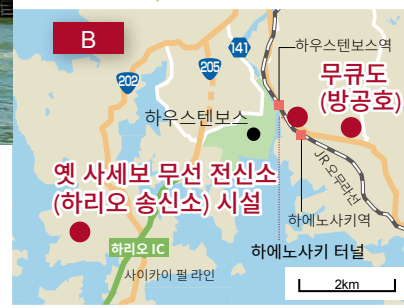 B
141
하우스텐보스역
205
202
무큐도
(방공호)
하우스텐보스
JR 오무라선
옛 사세보 무선 전신소
(하리오 송신소) 시설
하에노사키역
하리오 IC
하에노사키 터널
사이카이 펄 라인
2km